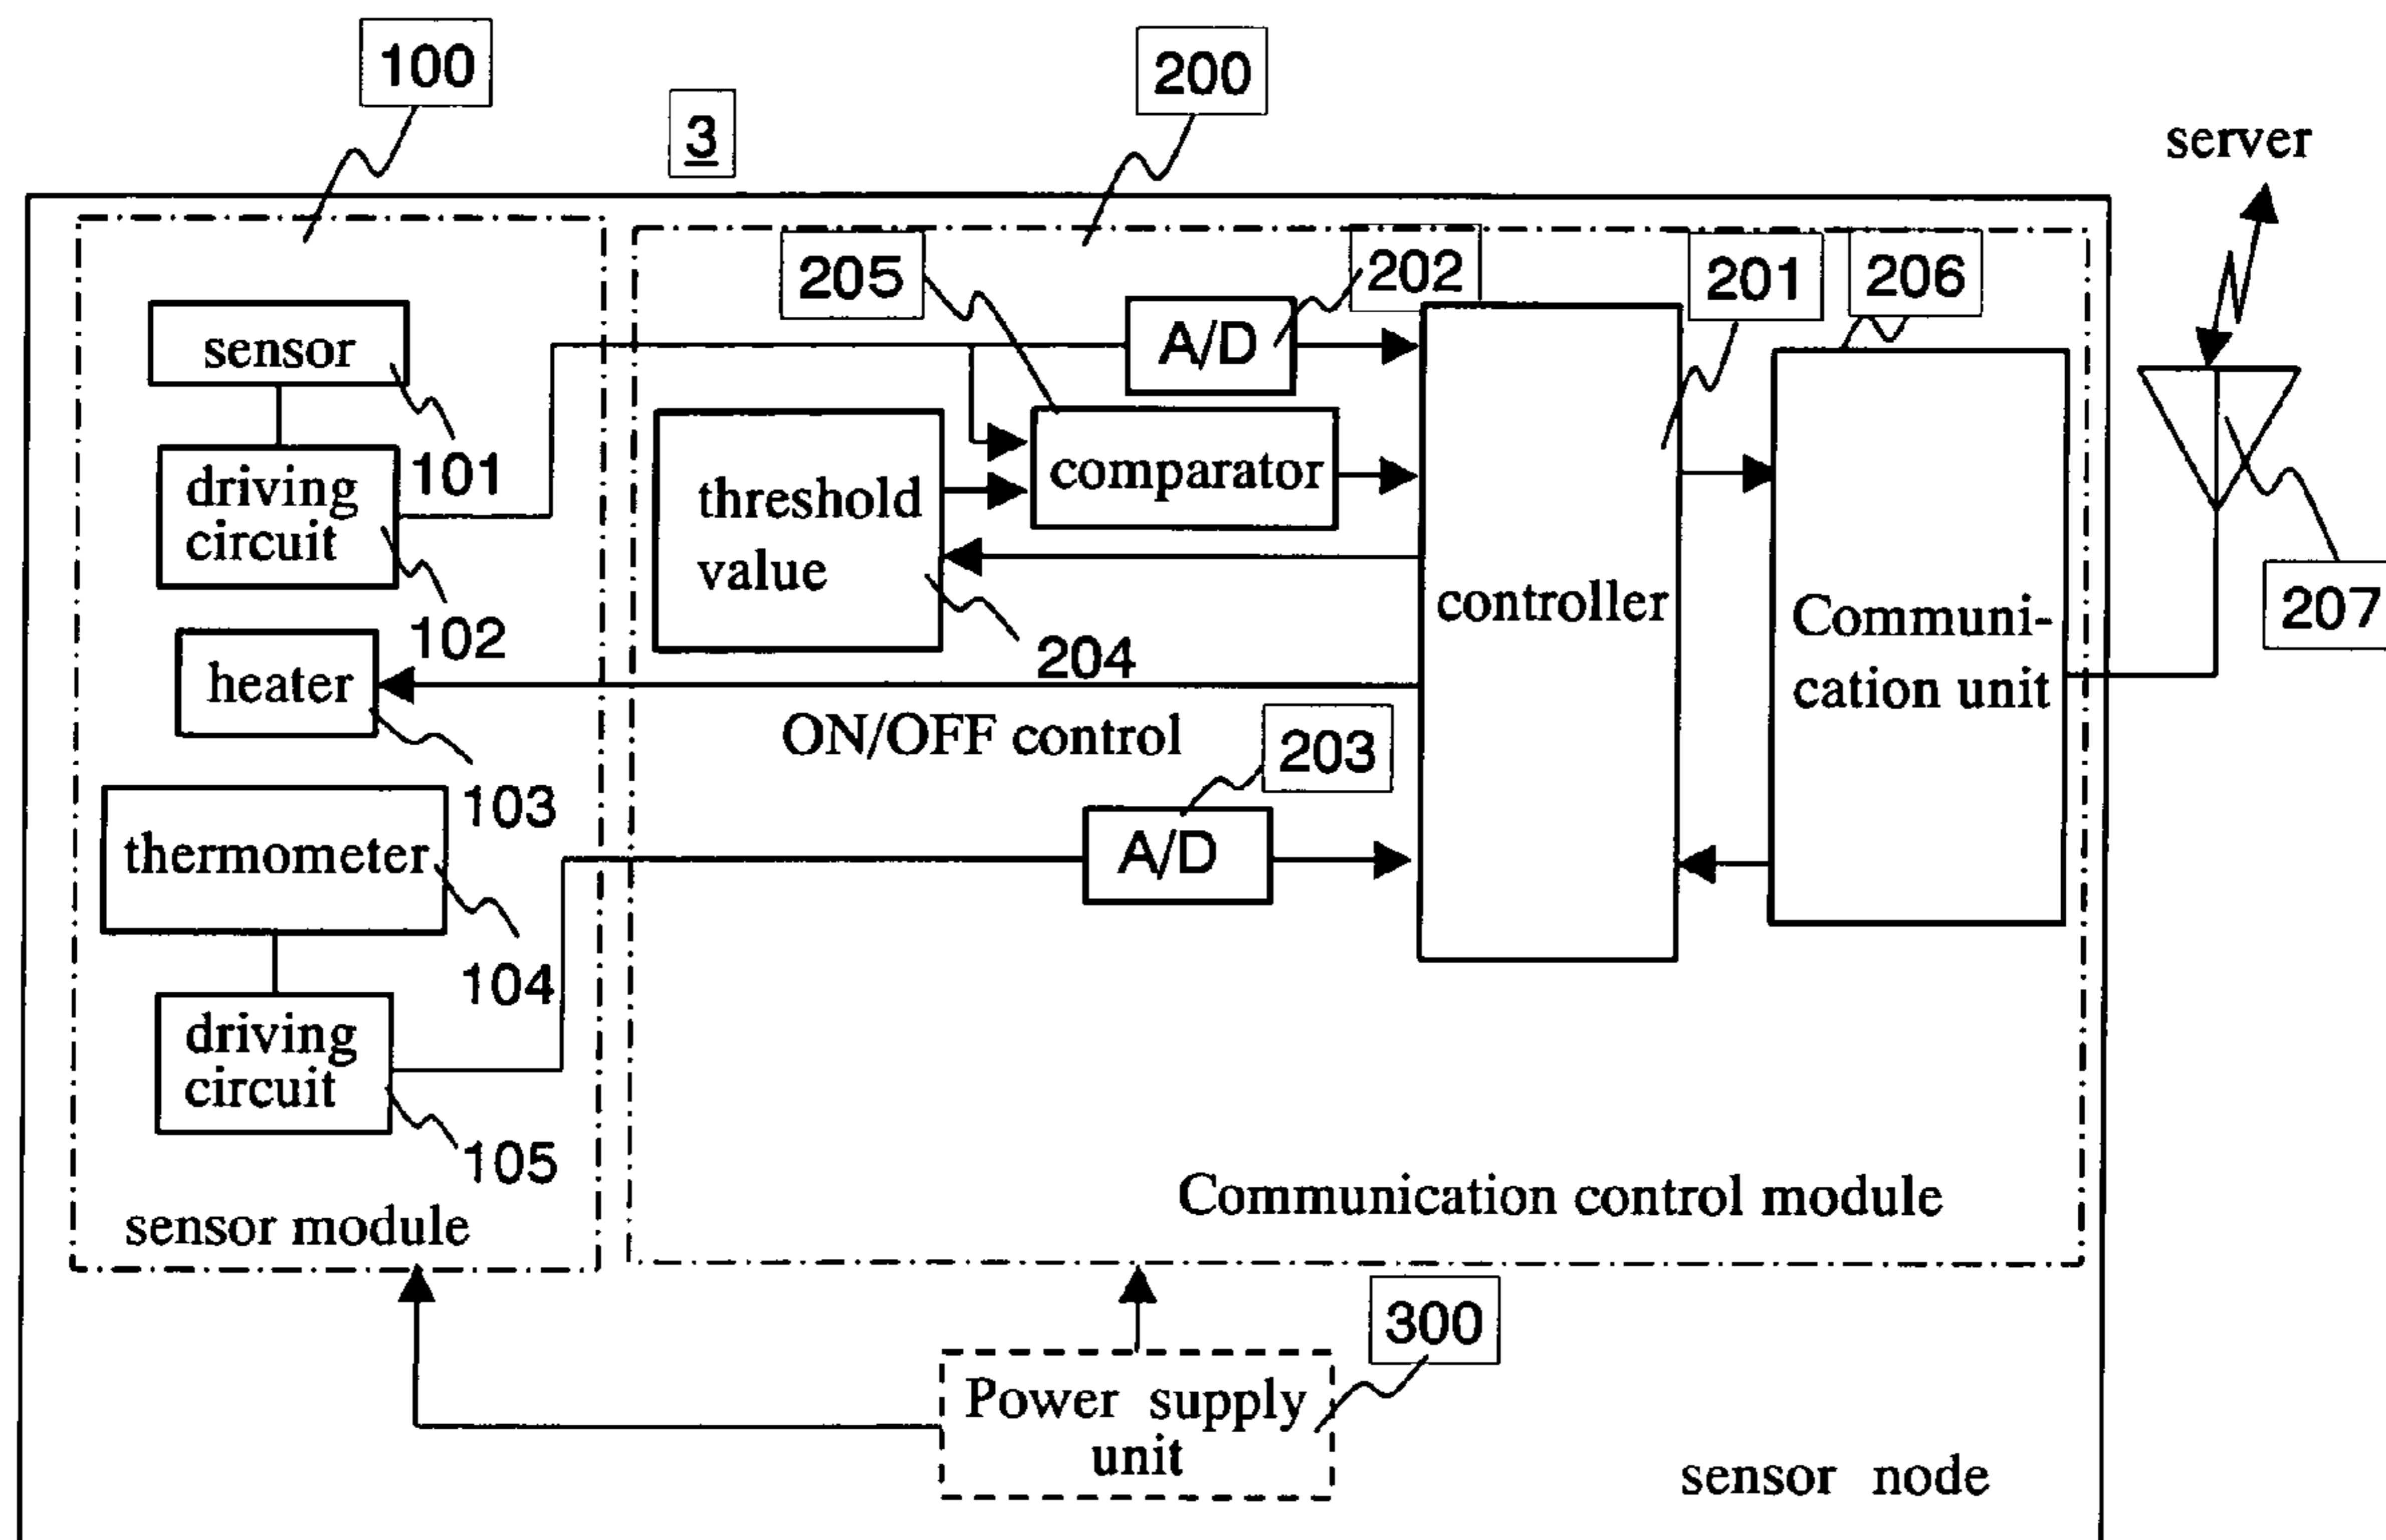 100
3
200
server
205
202
201
206
sensor
101
A/D
driving
circuit
102
threshold
value
204
comparator
controller
Communi-
cation unit
207
heater
103
ON/OFF control
203
thermometer
104
A/D
driving
circuit
105
sensor module
Communication control module
300
Power supply
unit
sensor node